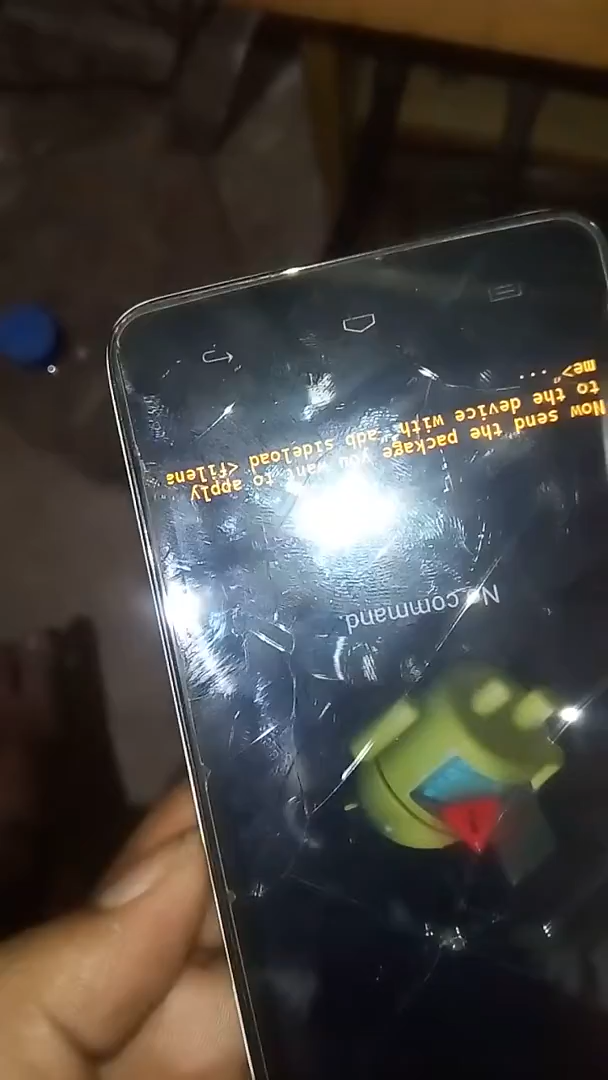 No command
Now send the package you want to apply
to the device with "adb sideload <filena
me>"...